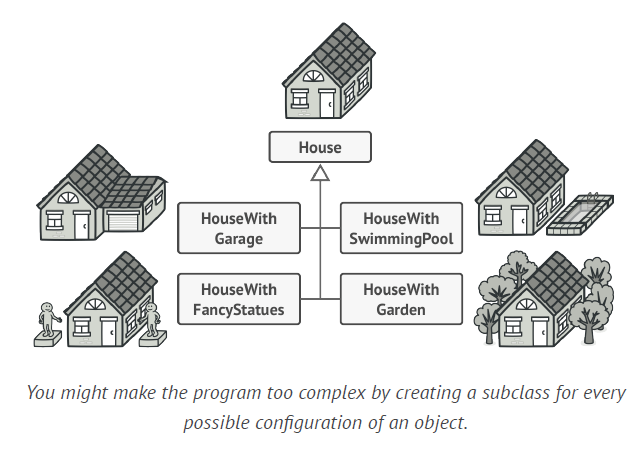 House
HouseWith
Garage
HouseWith
SwimmingPool
HouseWith
FancyStatues
HouseWith
Garden
You might make the program too complex by creating a subclass for every
possible configuration of an object.